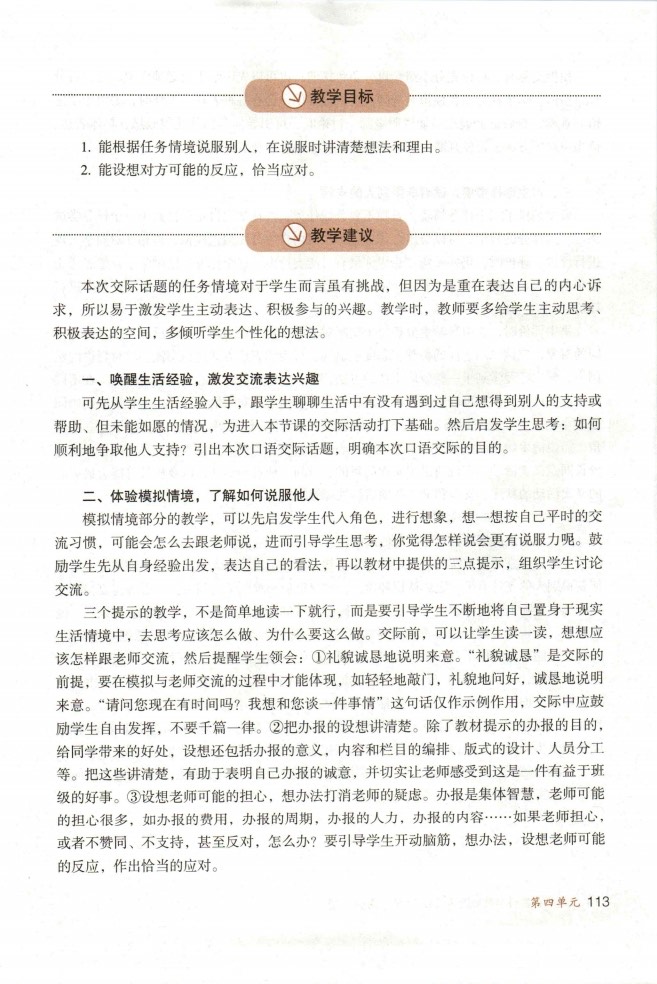 教学目标
1. 能根据任务情境说服别人，在说服时讲清楚想法和理由。
2. 能设想对方可能的反应，恰当应对。
教学建议
本次交际话题的任务情境对于学生而言虽有挑战，但因为是重在表达自己的内心诉
求，所以易于激发学生主动表达、积极参与的兴趣。教学时，教师要多给学生主动思考、
积极表达的空间，多倾听学生个性化的想法。
一、唤醒生活经验，激发交流表达兴趣
可先从学生生活经验入手，跟学生聊聊生活中有没有遇到过自己想得到别人的支持或
帮助、但未能如愿的情况，为进入本节课的交际活动打下基础。然后启发学生思考：如何
顺利地争取他人支持？引出本次口语交际话题，明确本次口语交际的目的。
二、体验模拟情境，了解如何说服他人
模拟情境部分的教学，可以先启发学生代入角色，进行想象，想一想按自己平时的交
流习惯，可能会怎么去跟老师说，进而引导学生思考，你觉得怎样说会更有说服力呢。鼓
励学生先从自身经验出发，表达自己的看法，再以教材中提供的三点提示，组织学生讨论
交流。
三个提示的教学，不是简单地读一下就行，而是要引导学生不断地将自己置身于现实
生活情境中，去思考应该怎么做、为什么要这么做。交际前，可以让学生读一读，想想应
该怎样跟老师交流，然后提醒学生领会：①礼貌诚恳地说明来意。“礼貌诚恳”是交际的
前提，要在模拟与老师交流的过程中才能体现，如轻轻地敲门，礼貌地问好，诚恳地说明
来意。“请问您现在有时间吗？我想和您谈一件事情”这句话仅作示例作用，交际中应鼓
励学生自由发挥，不要千篇一律。②把办报的设想讲清楚。除了教材提示的办报的目的，
给同学带来的好处，设想还包括办报的意义，内容和栏目的编排、版式的设计、人员分工
等。把这些讲清楚，有助于表明自己办报的诚意，并切实让老师感受到这是一件有益于班
级的好事。③设想老师可能的担心，想办法打消老师的疑虑。办报是集体智慧，老师可能
的担心很多，如办报的费用，办报的周期，办报的人力，办报的内容……如果老师担心，
或者不赞同、不支持，甚至反对，怎么办？要引导学生开动脑筋，想办法，设想老师可能
的反应，作出恰当的应对。
第四单元 113